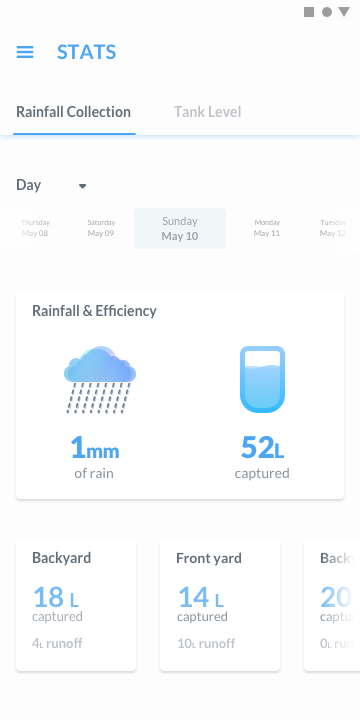 STATS
Rainfall Collection Tank Level
Day
Thursday Saturday Sunday Monday Tuesday
May 08 May 09 May 10 May 11 May 12
Rainfall & Efficiency
1mm 52L
of rain captured
Backyard Front yard Back
18 L 14 L 20
captured captured captu
4L runoff 10L runoff 0L run